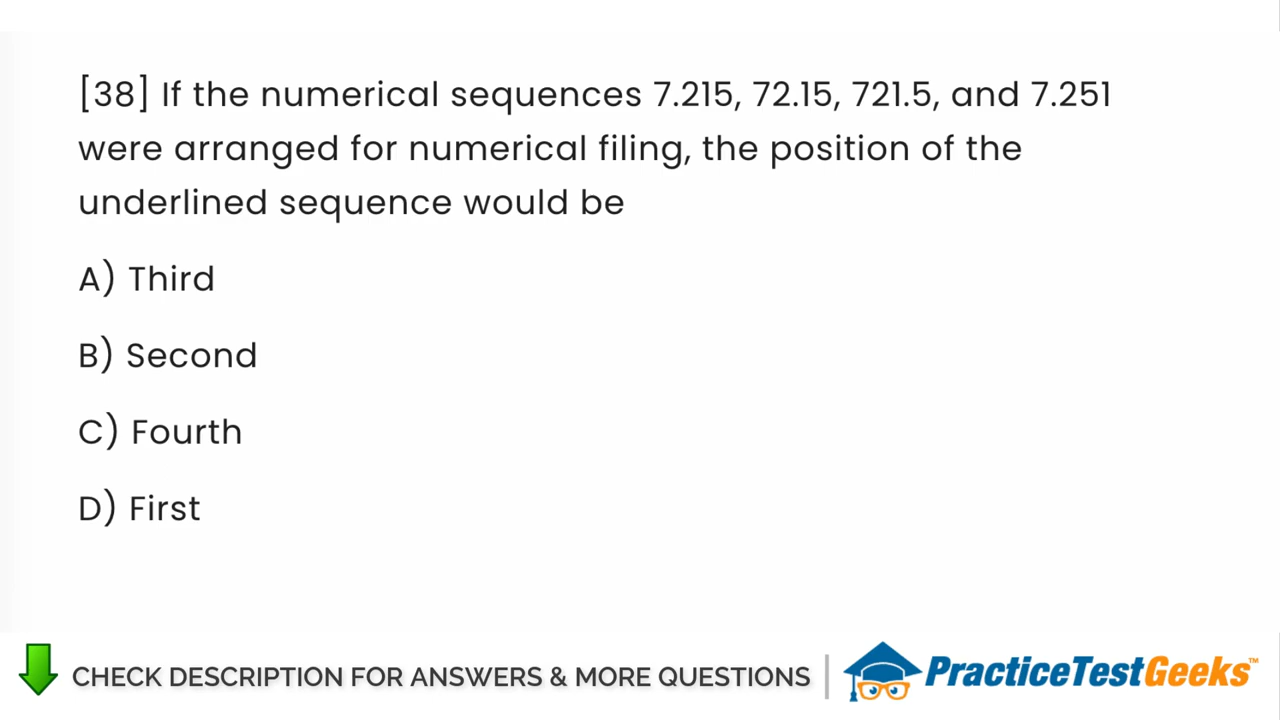 [38] If the numerical sequences 7.215, 72.15, 721.5, and 7.251
were arranged for numerical filing, the position of the
underlined sequence would be
A) Third
B) Second
C) Fourth
D) First
CHECK DESCRIPTION FOR ANSWERS & MORE QUESTIONS
PracticeTestGeeks™